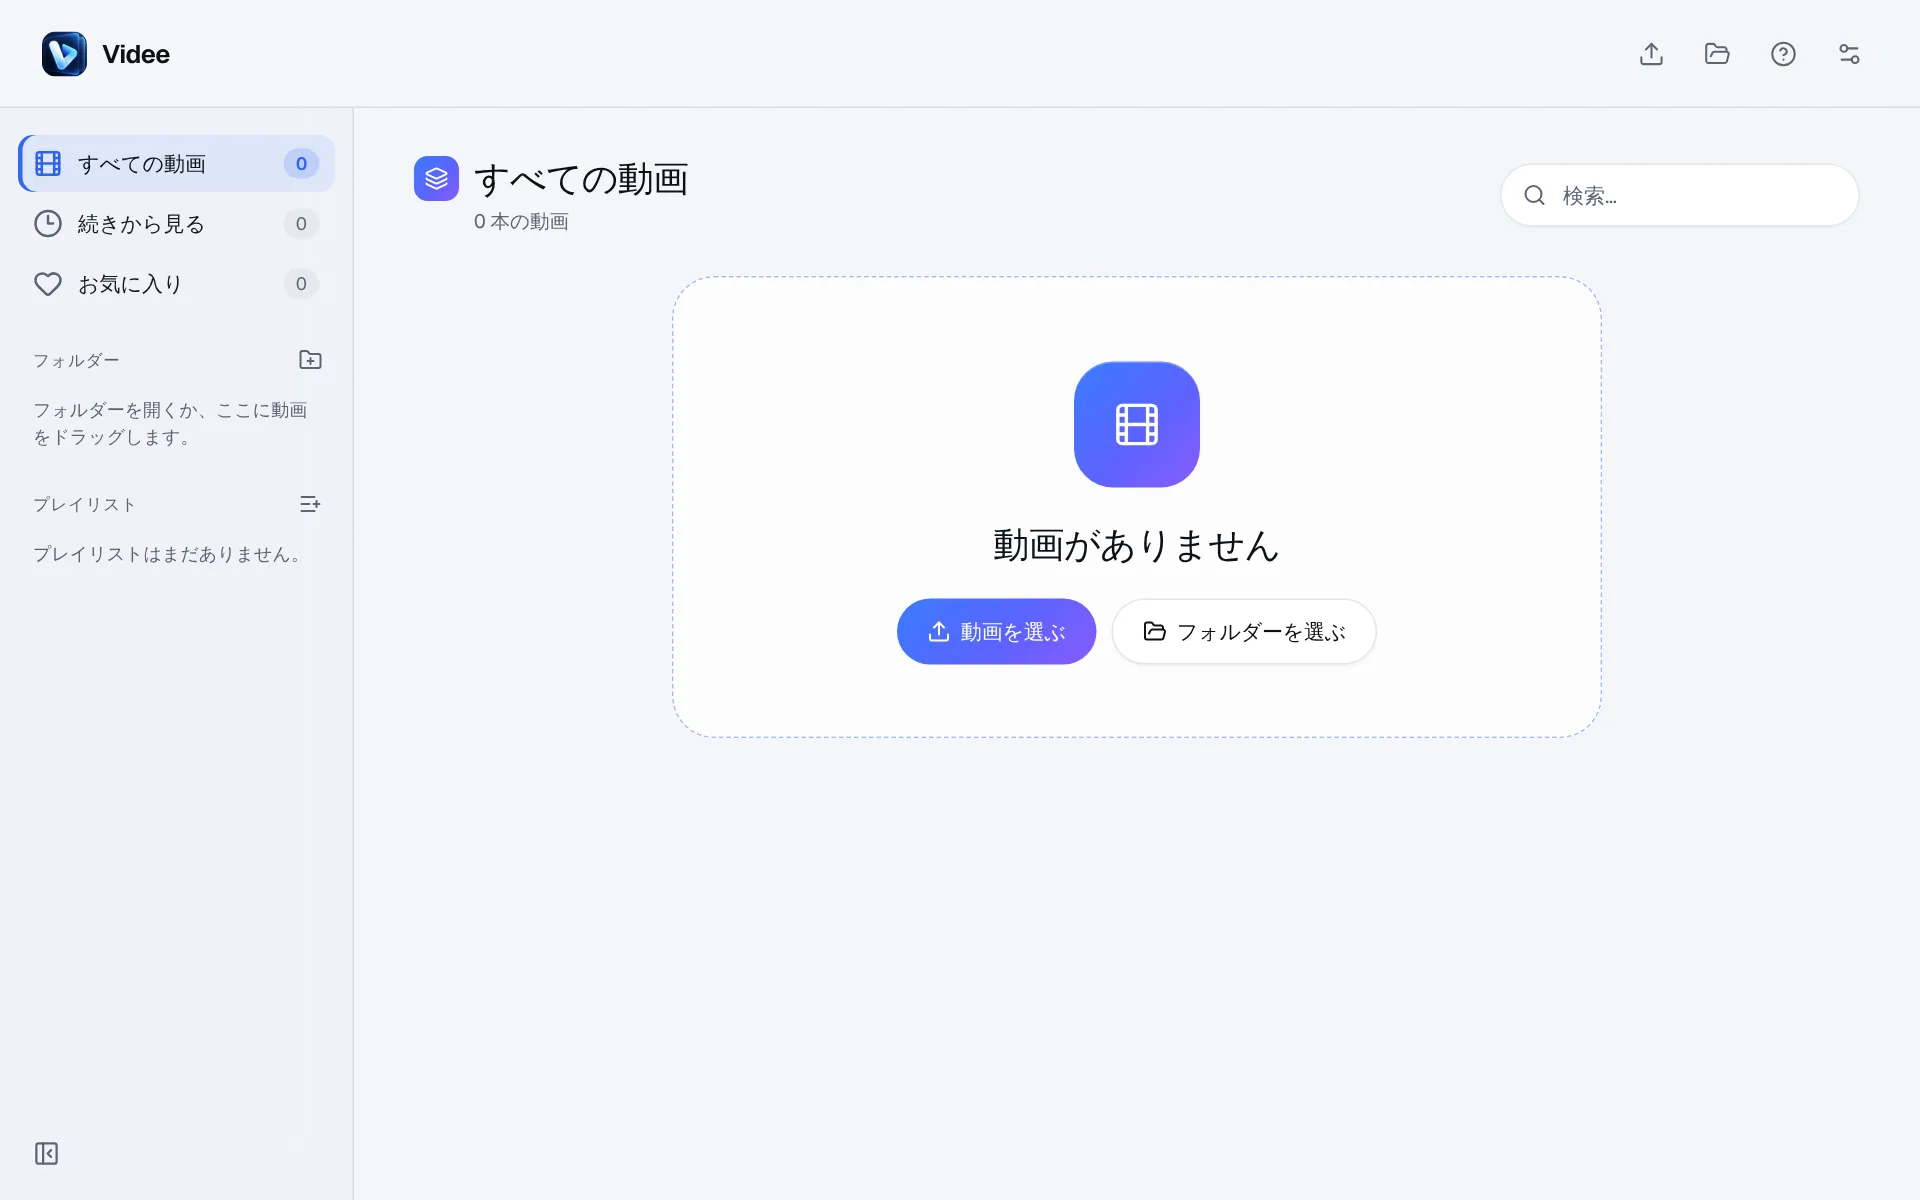 Videe
すべての動画
0
続きから見る
0
お気に入り
0
フォルダー
フォルダーを開くか、ここに動画
をドラッグします。
プレイリスト
プレイリストはまだありません。
すべての動画
0 本の動画
検索...
動画がありません
動画を選ぶ
フォルダーを選ぶ